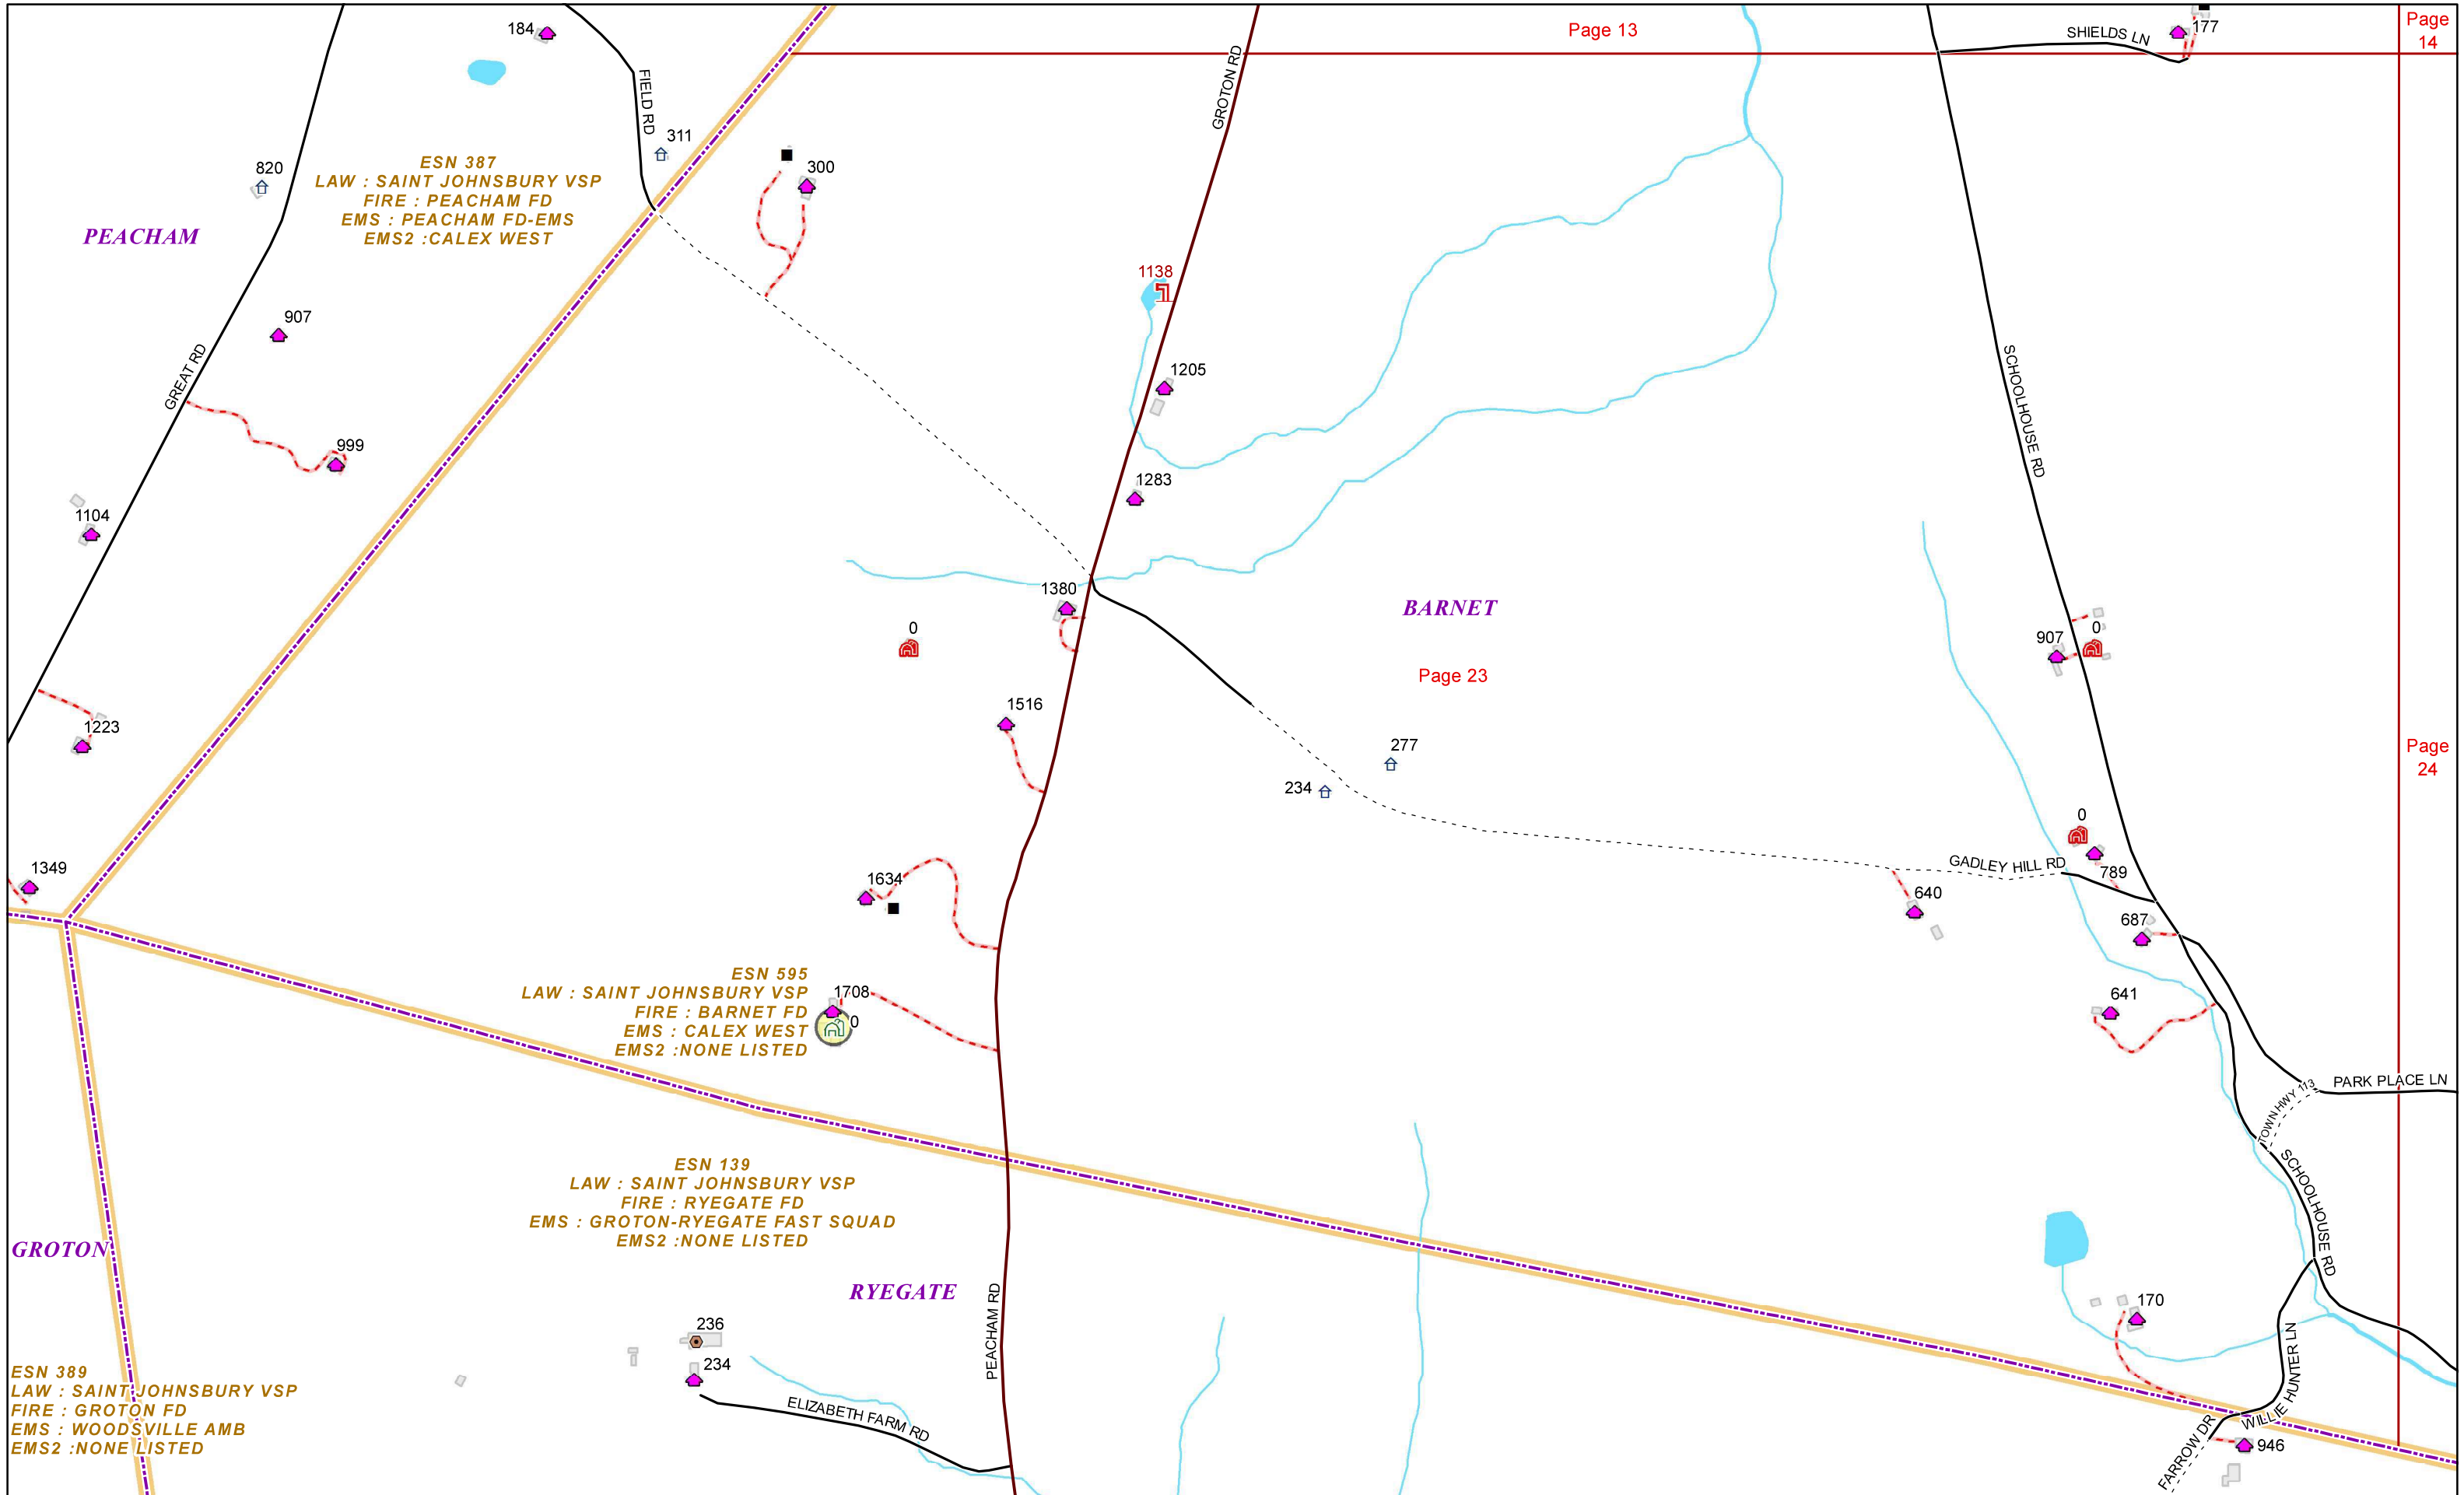 Page 13
Page
14
184
SHIELDS LN
177
FIELD RD
GROTON RD
311
300
820
ESN 387
LAW : SAINT JOHNSBURY VSP
FIRE : PEACHAM FD
EMS : PEACHAM FD-EMS
EMS2 :CALEX WEST
PEACHAM
1138
907
GREAT RD
1205
SCHOOLHOUSE RD
999
1283
1104
1380
BARNET
0
907
0
Page 23
1516
1223
277
234
Page
24
0
GADLEY HILL RD
789
1349
1634
640
687
ESN 595
LAW : SAINT JOHNSBURY VSP
FIRE : BARNET FD
EMS : CALEX WEST
EMS2 :NONE LISTED
1708
0
641
PARK PLACE LN
TOWN HWY 113
ESN 139
LAW : SAINT JOHNSBURY VSP
FIRE : RYEGATE FD
EMS : GROTON-RYEGATE FAST SQUAD
EMS2 :NONE LISTED
SCHOOLHOUSE RD
GROTON
RYEGATE
PEACHAM RD
170
236
234
WILLIE HUNTER LN
ELIZABETH FARM RD
ESN 389
LAW : SAINT JOHNSBURY VSP
FIRE : GROTON FD
EMS : WOODSVILLE AMB
EMS2 :NONE LISTED
FARROW DR
946